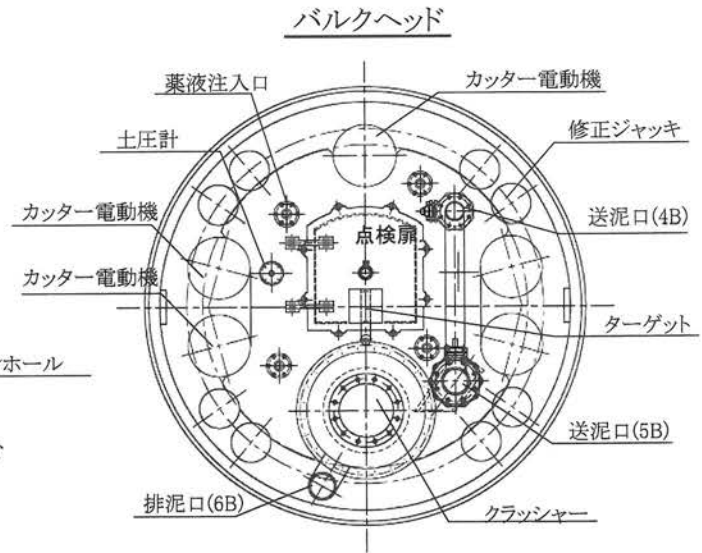 バルクヘッド
薬液注入口
カッター電動機
土圧計
修正ジャッキ
カッター電動機
送泥口(4B)
点検扉
カッター電動機
ターゲット
ホール
送泥口(5B)
排泥口(6B)
クラッシャー